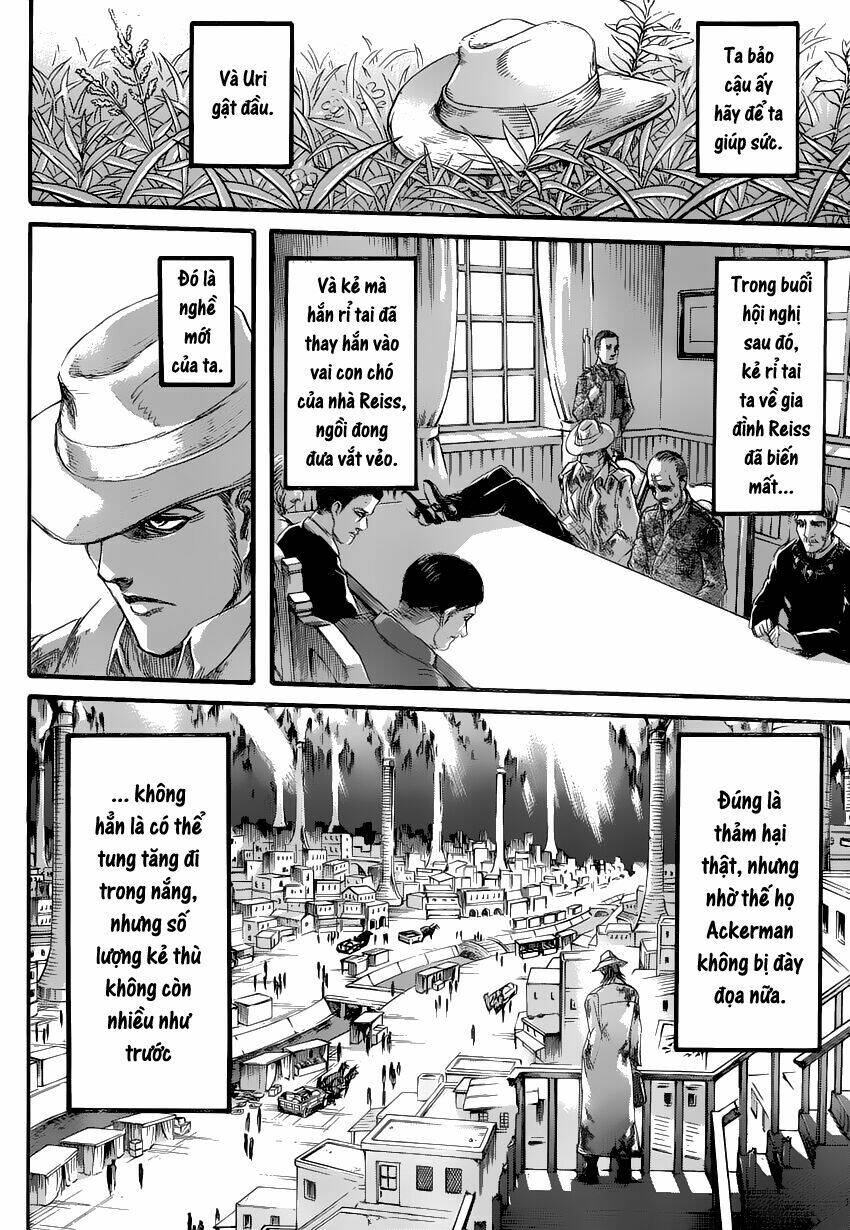 Ta bảo
cậu ấy
hãy để ta
giúp sức.
Và Uri
gật đầu.
Trong buổi
hội nghị
sau đó,
kẻ rỉ tai
ta về gia
đình Reiss
đã biến
mất...
Và kẻ mà
hắn rỉ tai đã
thay hắn vào
vai con chó
của nhà Reiss,
ngồi đong
đưa vắt vẻo.
Đó là
nghề
mới
của ta.
Đúng là
thảm hại
thật, nhưng
nhờ thế họ
Ackerman
không bị đày
đọa nữa.
... không
hẳn là có thể
tung tăng đi
trong nắng,
nhưng số
lượng kẻ thù
không còn
nhiều như
trước